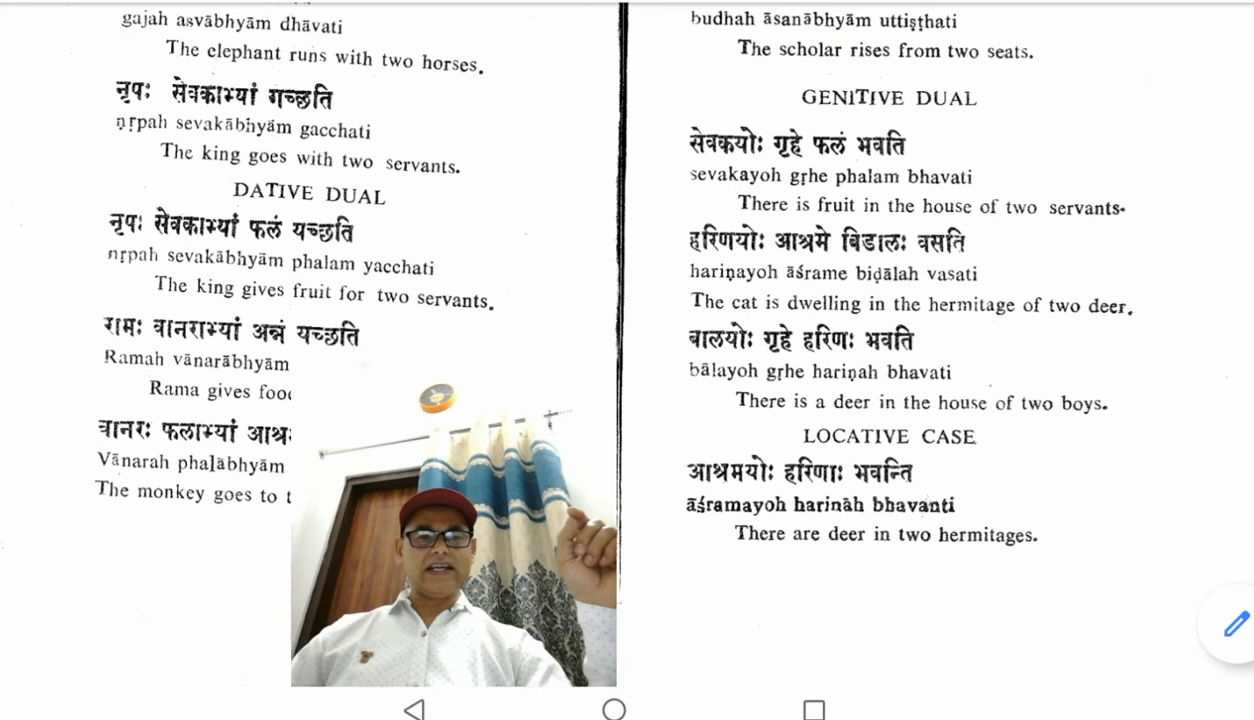 gajah asvābhyām dhāvati
The elephant runs with two horses.
नृपः सेवकाभ्यां गच्छति
nṛpah sevakābhyām gacchati
The king goes with two servants.
DATIVE DUAL
नृपः सेवकाभ्यां फलं यच्छति
nṛpah sevakābhyām phalam yacchati
The king gives fruit for two servants.
रामः वानराभ्यां अन्नं यच्छति
Ramah vānarābhyām
Rama gives
वानरः फलाभ्यां
Vānarah phalābhyām
The monkey goes to
budhah āsanābhyām uttiṣṭhati
The scholar rises from two seats.
GENITIVE DUAL
सेवकयोः गृहे फलं भवति
sevakayoh gṛhe phalam bhavati
There is fruit in the house of two servants.
हरिणयोः आश्रमे बिडालः वसति
hariṇayoh āśrame biḍālah vasati
The cat is dwelling in the hermitage of two deer.
बालयोः गृहे हरिणः भवति
bālayoh gṛhe hariṇah bhavati
There is a deer in the house of two boys.
LOCATIVE CASE
आश्रमयोः हरिणाः भवन्ति
āśramayoh harināh bhavanti
There are deer in two hermitages.